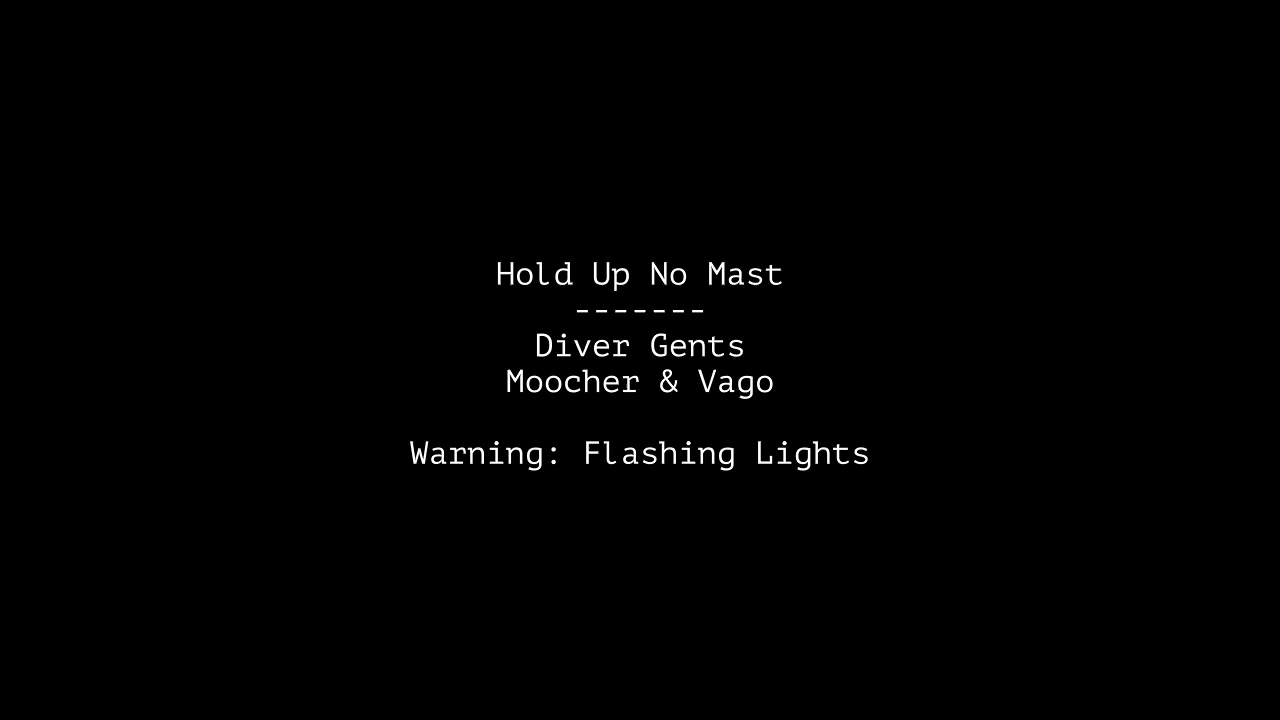 Hold Up No Mast
-------
Diver Gents
Moocher & Vago
Warning: Flashing Lights